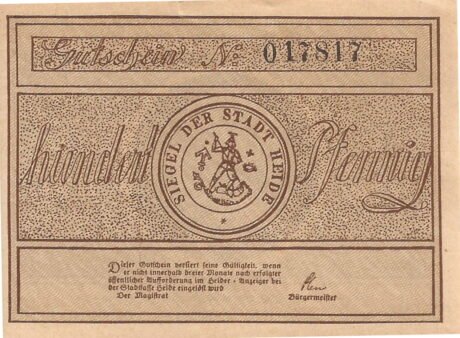 Gutschein No 017817
hundert Pfennig
SIEGEL DER STADT HEIDE
Dieser Gutschein verliert seine Gültigkeit, wenn
er nicht innerhalb dreier Monate nach erfolgter
öffentlicher Aufforderung im Heider Anzeiger bei
der Stadtkasse Heide eingelöst wird
Der Magistrat
Bürgermeister